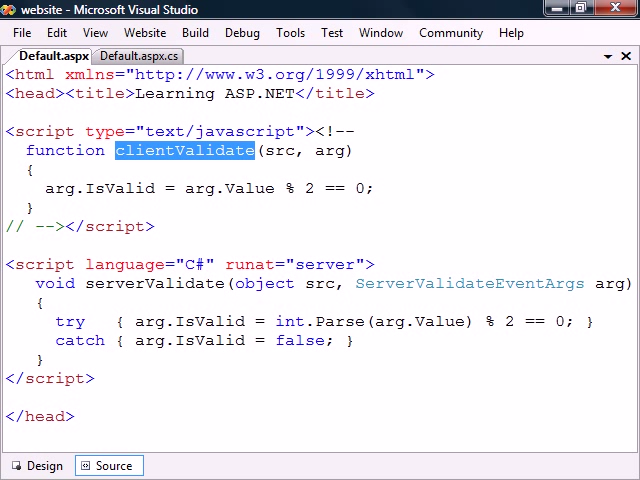 website - Microsoft Visual Studio
File Edit View Website Build Debug Tools Test Window Community Help
Default.aspx Default.aspx.cs
<html xmlns="http://www.w3.org/1999/xhtml">
<head><title>Learning ASP.NET</title>
<script type="text/javascript"><!--
function clientValidate(src, arg)
{
arg.IsValid = arg.Value % 2 == 0;
}
// --></script>
<script language="C#" runat="server">
void serverValidate(object src, ServerValidateEventArgs arg)
{
try { arg.IsValid = int.Parse(arg.Value) % 2 == 0; }
catch { arg.IsValid = false; }
}
</script>
</head>
Design Source